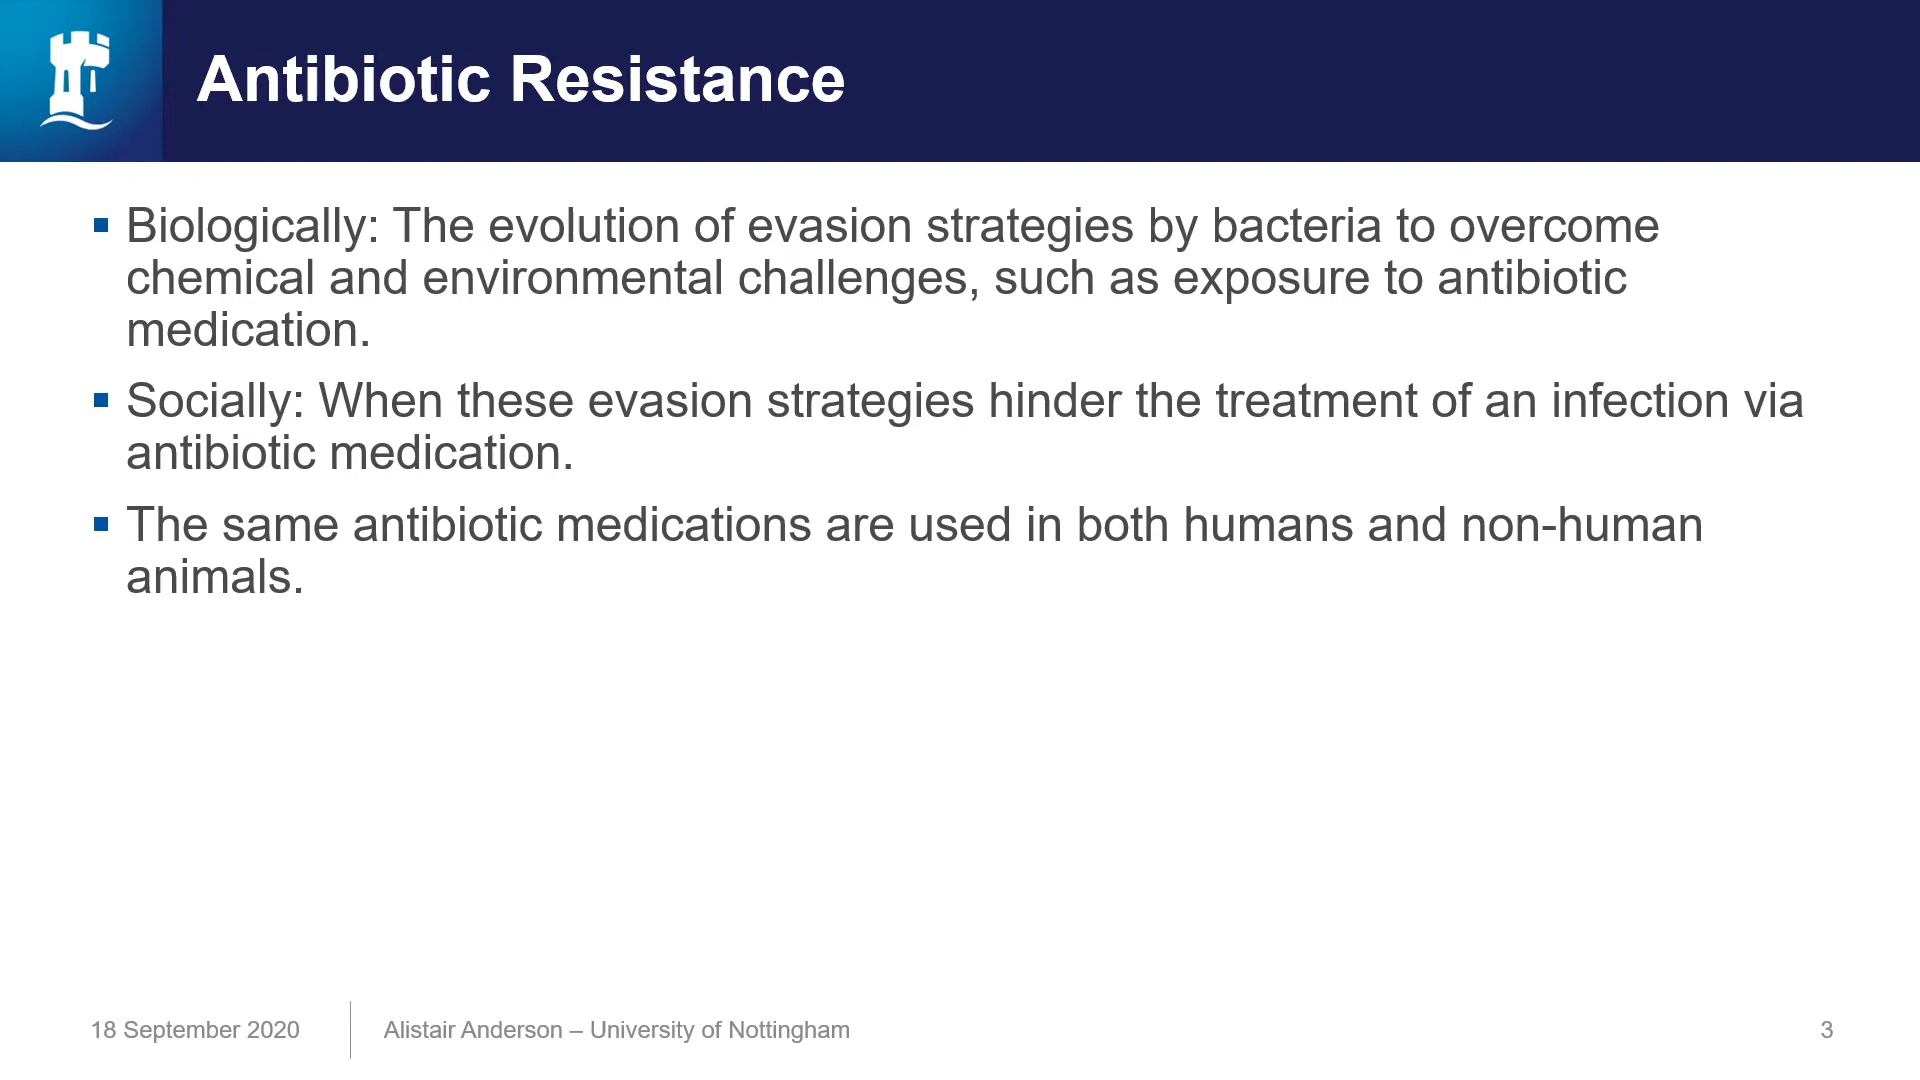 Antibiotic Resistance
▪ Biologically: The evolution of evasion strategies by bacteria to overcome
chemical and environmental challenges, such as exposure to antibiotic
medication.
▪ Socially: When these evasion strategies hinder the treatment of an infection via
antibiotic medication.
▪ The same antibiotic medications are used in both humans and non-human
animals.
18 September 2020
Alistair Anderson – University of Nottingham
3